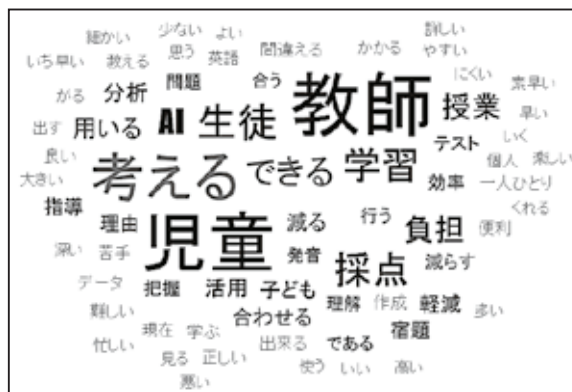 細かい 少ない よい 詳しい
いち早い 教える 思う 英語 間違える かかる やすい
がる 分析 問題 合う 教師 にくい 素早い
出す 用いる AI 生徒 授業 早い
良い 考える できる 学習 テスト いく
大きい 個人 楽しい
指導 効率 一人ひとり
理由 児童 減る 行う 負担 くれる
深い 苦手 発音 採点 減らす 便利
データ 把握 活用 子ども 理解 作成 軽減 多い
難しい 合わせる 宿題
現在 学ぶ 出来る である
忙しい 見る 正しい 使う いい 高い
悪い